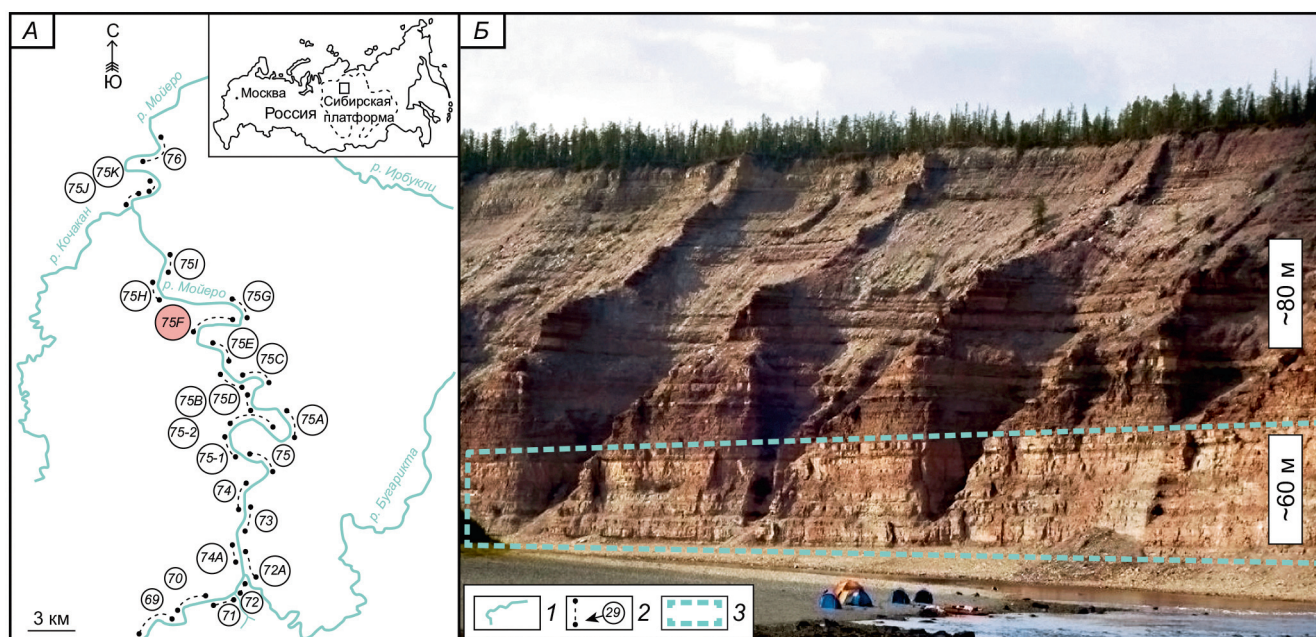 А
С
Ю
р. Мойеро
Москва
Россия
Сибирская
платформа
76
75K
75J
р. Ирбукли
р. Кочакан
75I
р. Мойеро
75H
75G
75F
75E
75C
75B
75D
75A
75-2
75-1
75
74
73
р. Бугарикта
74A
72A
70
69
71
72
3 км
Б
~80 м
~60 м
1
29
2
3